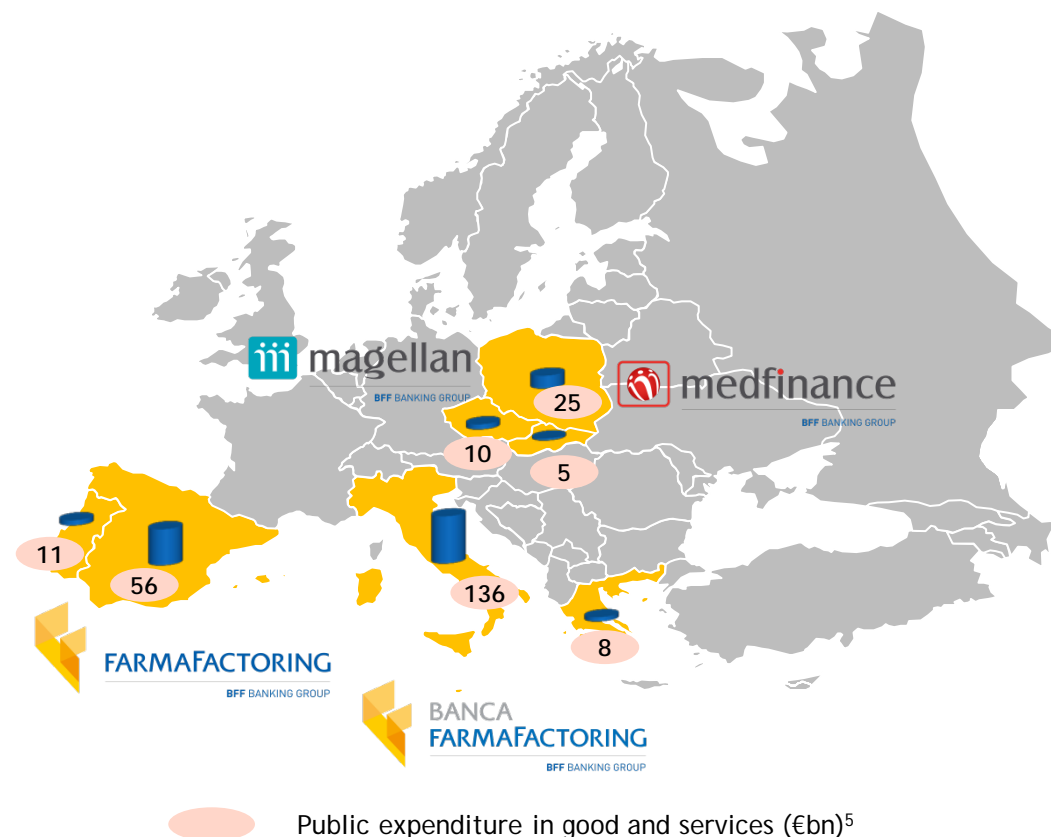 iii magellan
BFF BANKING GROUP
medfinance
BFF BANKING GROUP
25
10
5
11
56
136
8
FARMAFACTORING
BFF BANKING GROUP
BANCA
FARMAFACTORING
BFF BANKING GROUP
Public expenditure in good and services (€bn)⁵